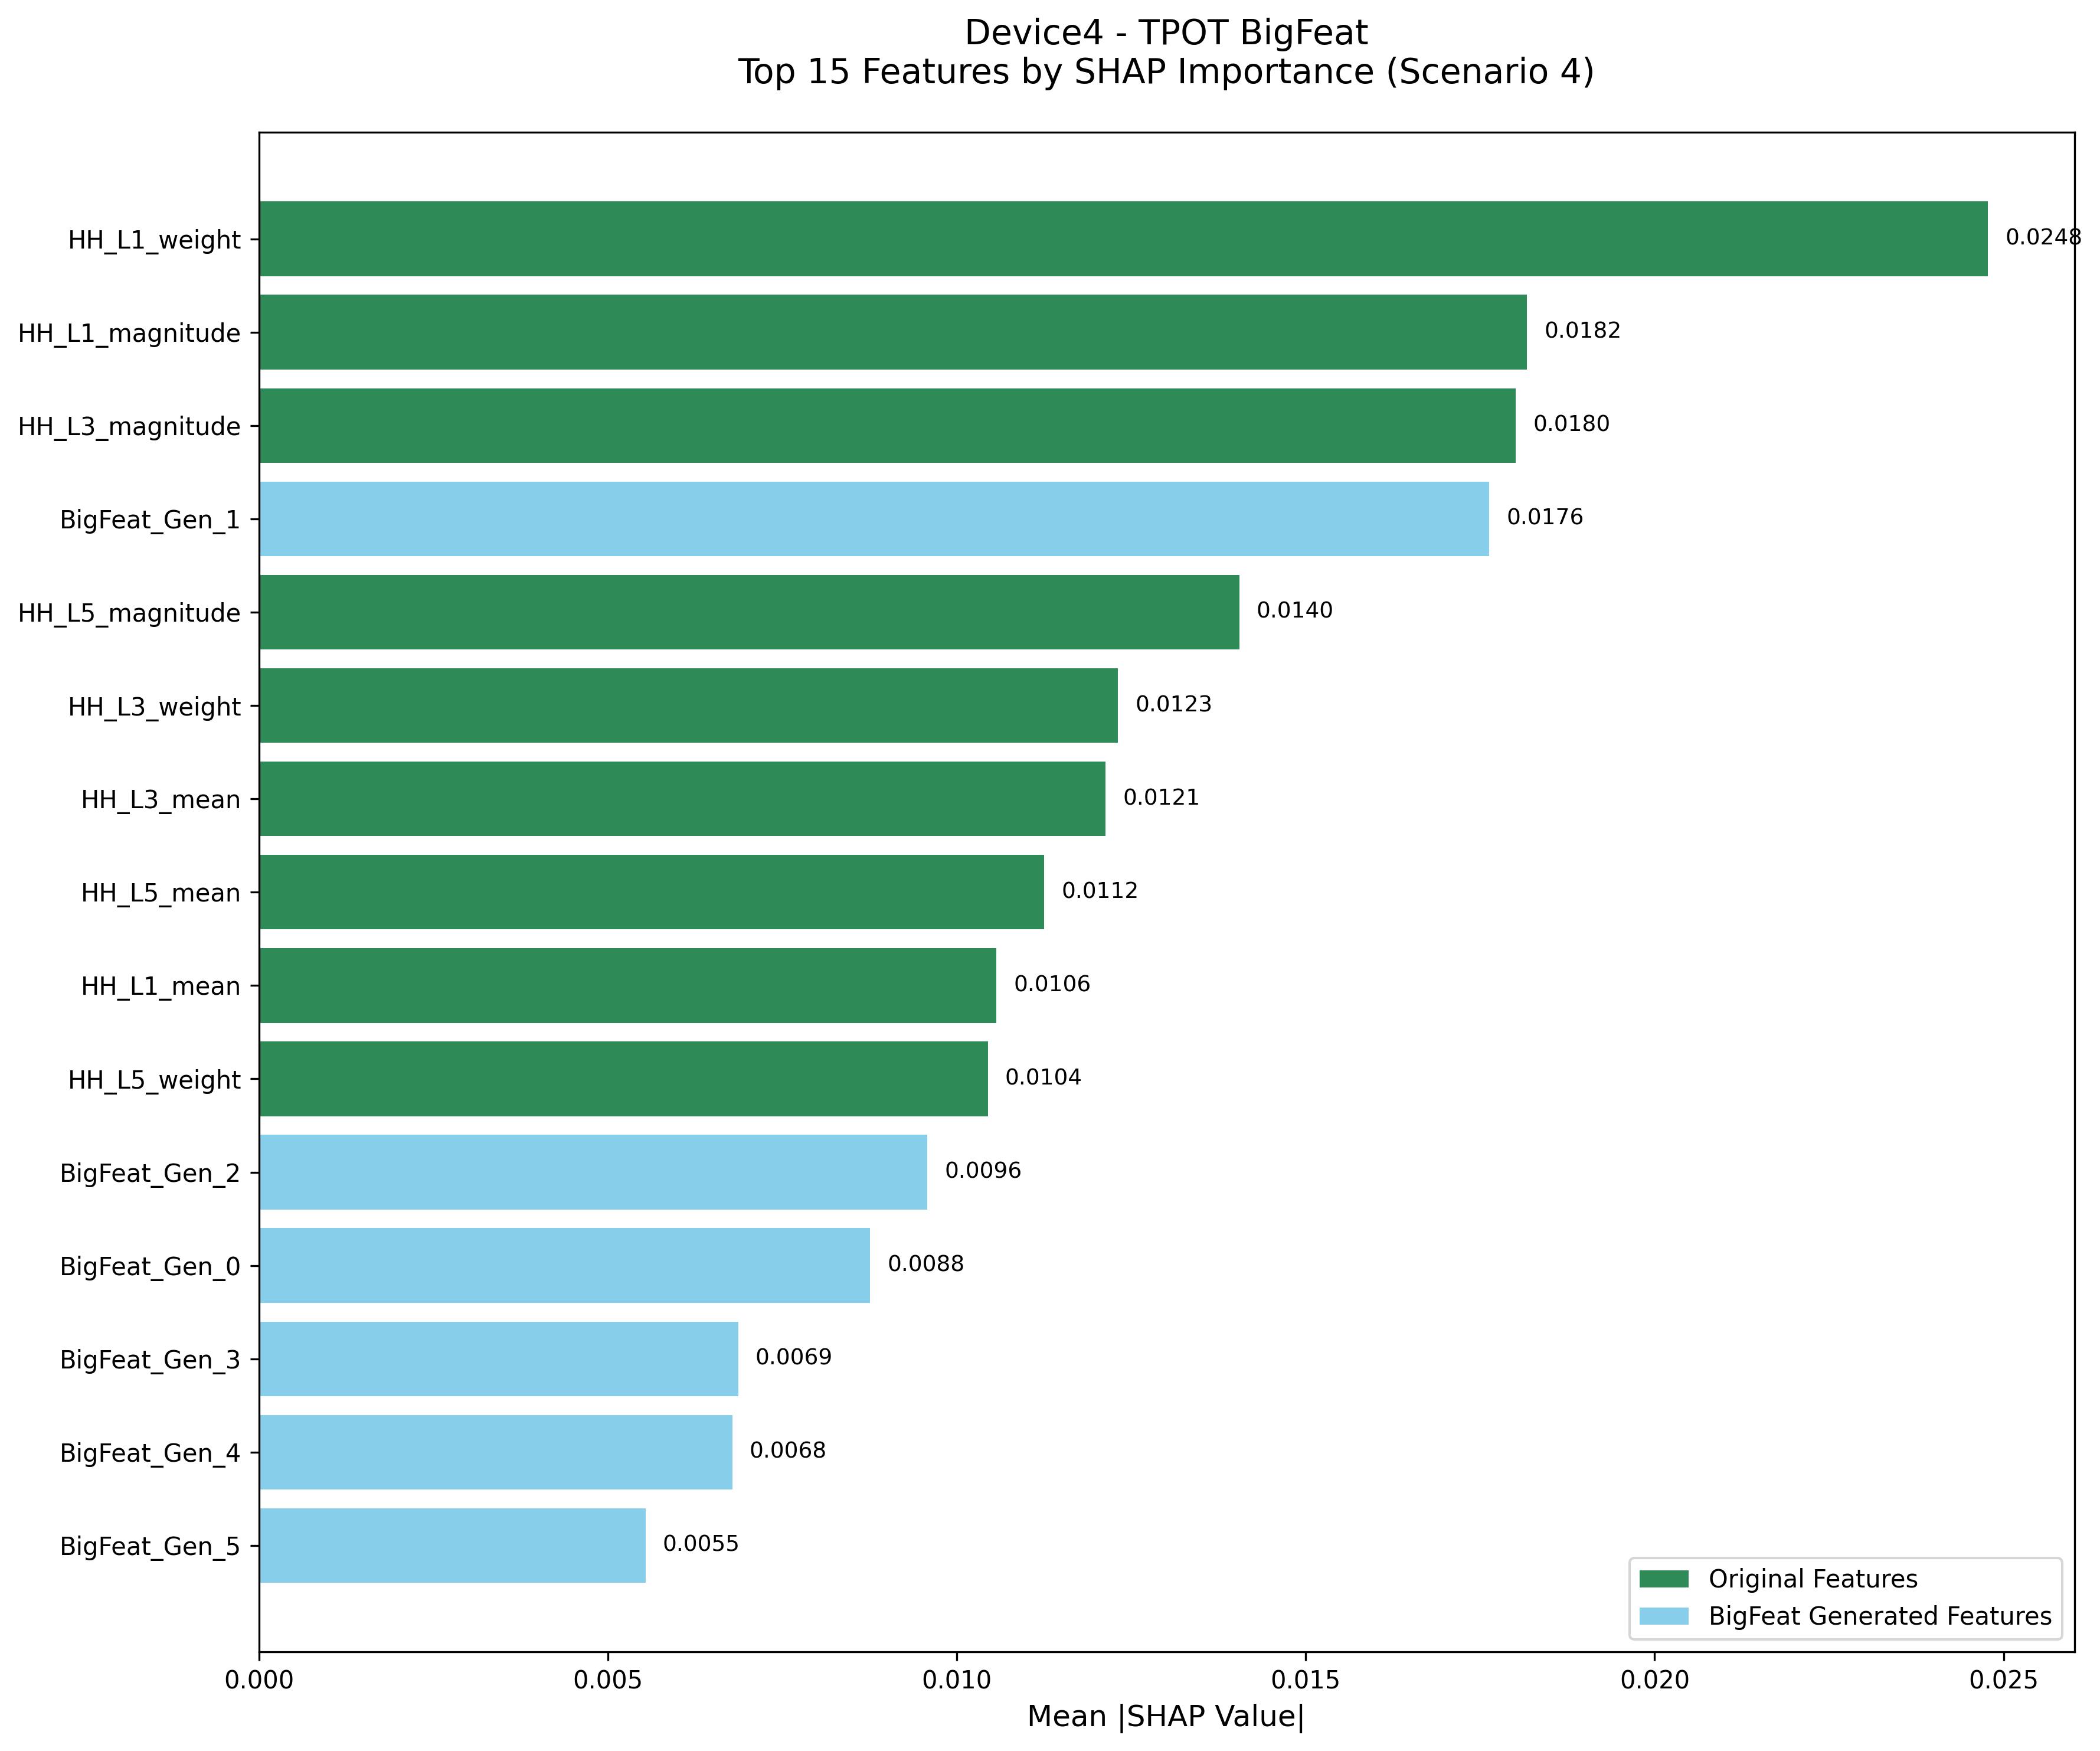 Device4 - TPOT BigFeat
Top 15 Features by SHAP Importance (Scenario 4)
HH_L1_weight 0.0248
HH_L1_magnitude 0.0182
HH_L3_magnitude 0.0180
BigFeat_Gen_1 0.0176
HH_L5_magnitude 0.0140
HH_L3_weight 0.0123
HH_L3_mean 0.0121
HH_L5_mean 0.0112
HH_L1_mean 0.0106
HH_L5_weight 0.0104
BigFeat_Gen_2 0.0096
BigFeat_Gen_0 0.0088
BigFeat_Gen_3 0.0069
BigFeat_Gen_4 0.0068
BigFeat_Gen_5 0.0055
Original Features
BigFeat Generated Features
0.000 0.005 0.010 0.015 0.020 0.025
Mean |SHAP Value|